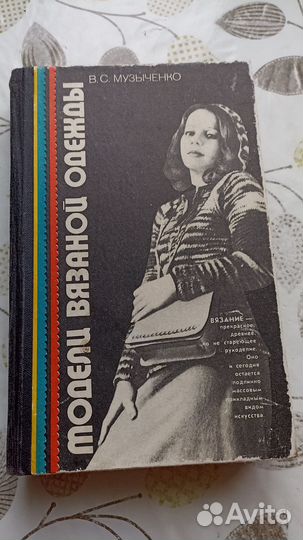 В. С. МУЗЫЧЕНКО
МОДЕЛИ ВЯЗАНОЙ ОДЕЖДЫ
ВЯЗАНИЕ —
прекрасное,
древнее,
но не стареющее
рукоделие.
Оно
и сегодня
остается
подлинно
массовым
прикладным
видом
искусства.
Avito